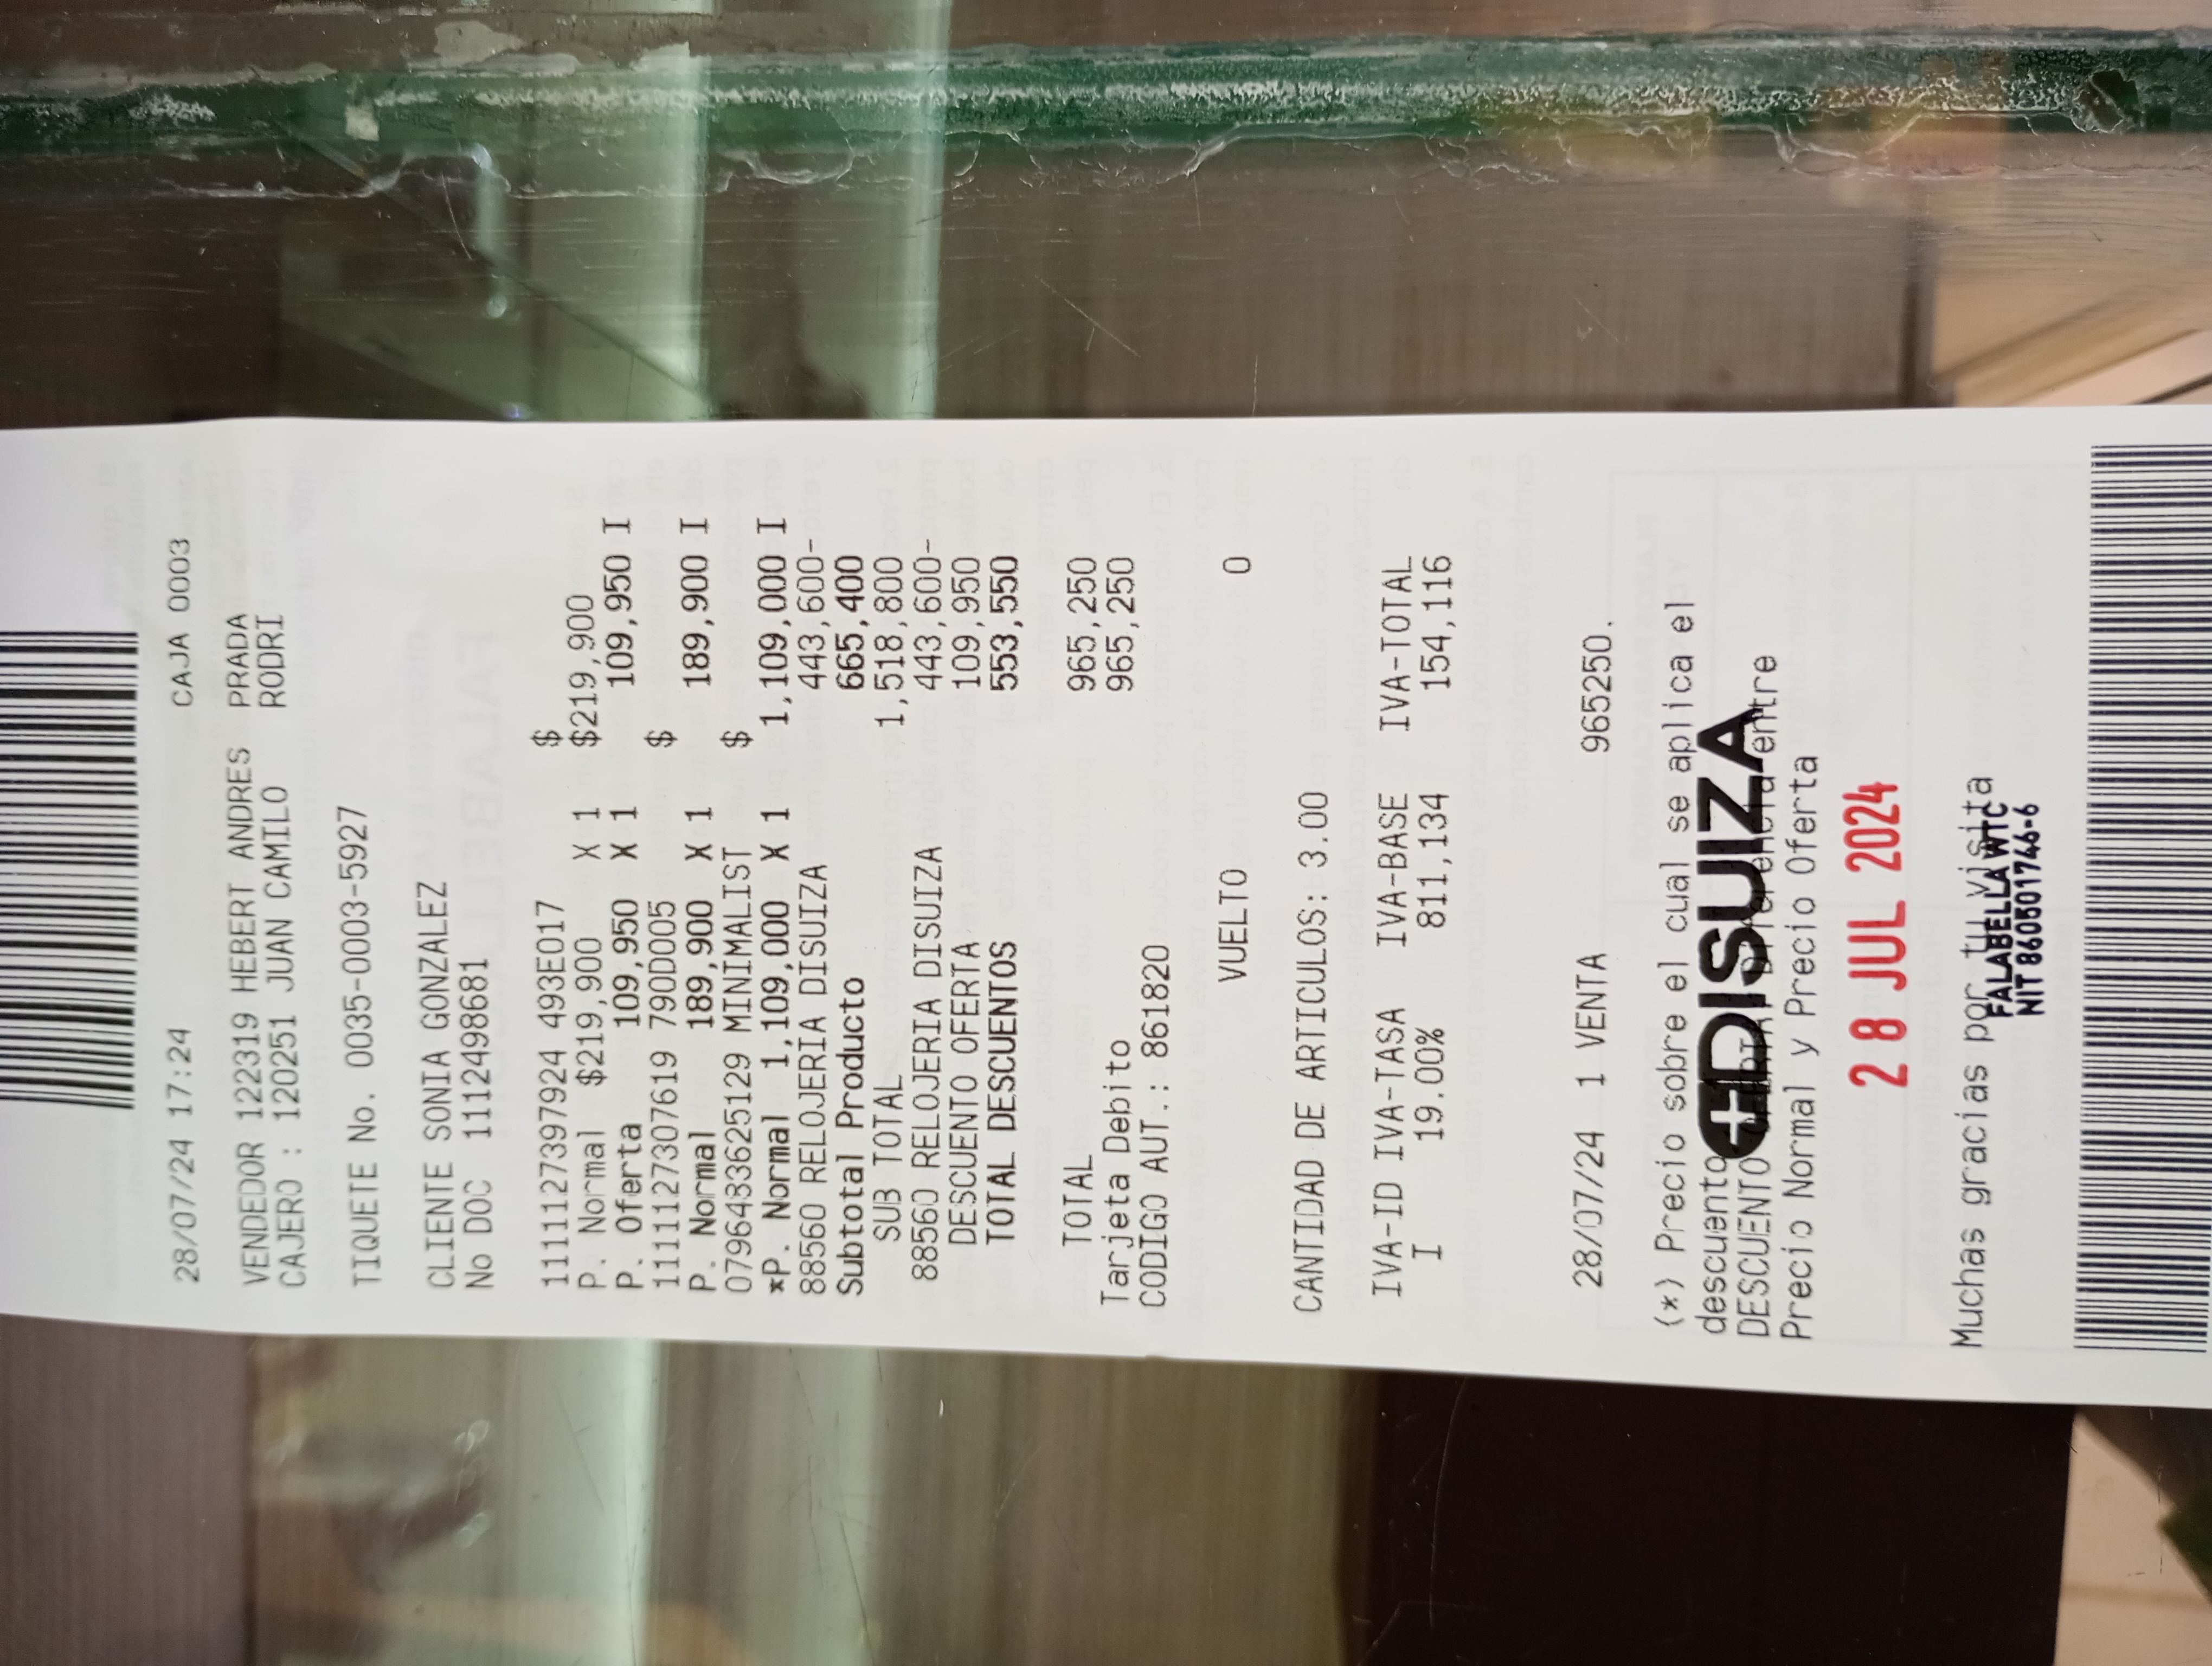 28/07/24 17:24 CAJA 0003
VENDEDOR 122319 HEBERT ANDRES PRADA
CAJERO : 120251 JUAN CAMILO RODRI
TIQUETE No. 0035-0003-5927
CLIENTE SONIA GONZALEZ
No DOC 1112498681
1111127397924 493E017 $
P. Normal $219,900 X 1 $219,900
P. Oferta 109,950 X 1 109,950 I
1111127307619 790D005 $
P. Normal 189,900 X 1 189,900 I
0796483625129 MINIMALIST $
*P. Normal 1,109,000 X 1 1,109,000 I
88560 RELOJERIA DISUIZA 443,600-
Subtotal Producto 665,400
SUB TOTAL 1,518,800
88560 RELOJERIA DISUIZA 443,600-
DESCUENTO OFERTA 109,950
TOTAL DESCUENTOS 553,550
TOTAL 965,250
Tarjeta Debito 965,250
CODIGO AUT.: 861820
VUELTO 0
CANTIDAD DE ARTICULOS: 3.00
IVA-ID IVA-TASA IVA-BASE IVA-TOTAL
I 19.00% 811,134 154,116
28/07/24 1 VENTA 965250.
(*) Precio sobre el cual se aplica el
descuento
DISUIZA
DESCUENTO OFERTA Diferencia entre
Precio Normal y Precio Oferta
28 JUL 2024
Muchas gracias por tu visita
FALABELLA WTC
NIT 860501746-6